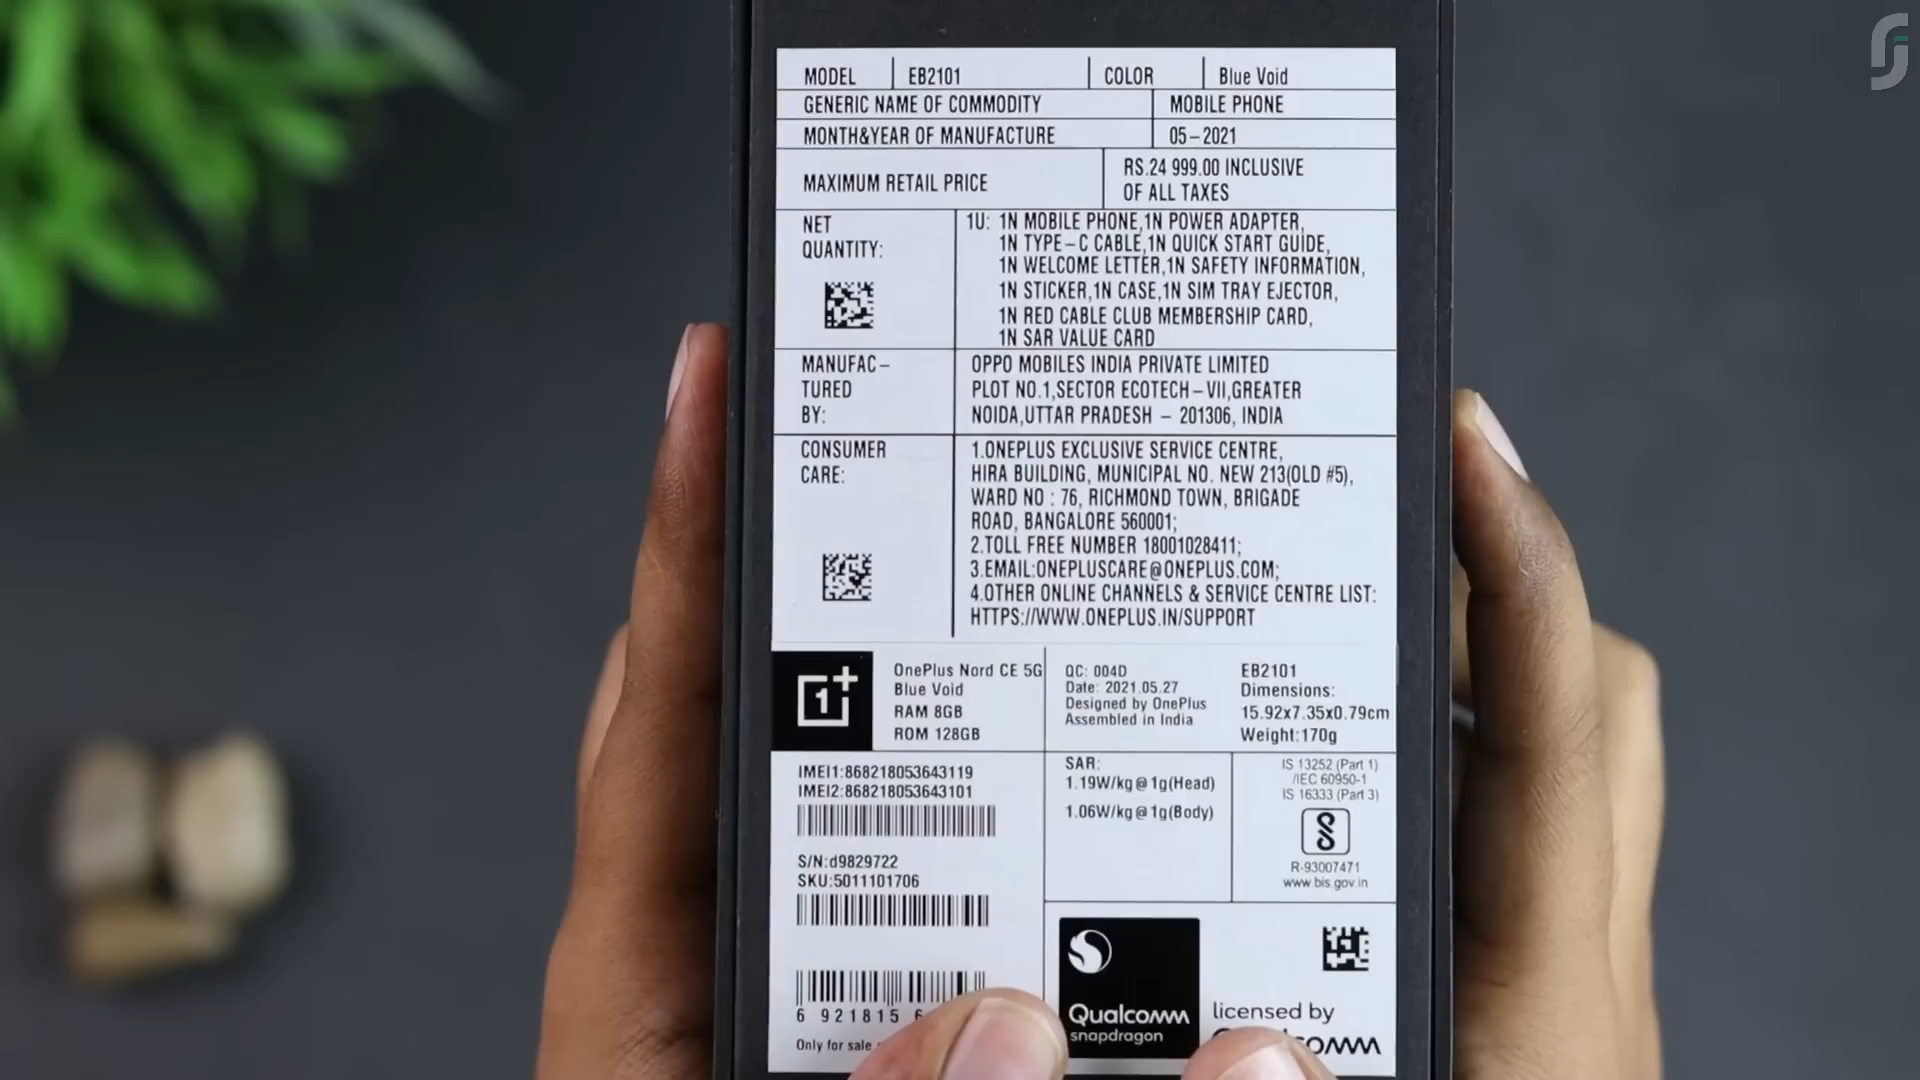 MODEL EB2101 COLOR Blue Void
GENERIC NAME OF COMMODITY MOBILE PHONE
MONTH&YEAR OF MANUFACTURE 05-2021
MAXIMUM RETAIL PRICE
RS.24 999.00 INCLUSIVE
OF ALL TAXES
NET
QUANTITY:
1U: 1N MOBILE PHONE,1N POWER ADAPTER,
1N TYPE-C CABLE,1N QUICK START GUIDE,
1N WELCOME LETTER,1N SAFETY INFORMATION,
1N STICKER,1N CASE,1N SIM TRAY EJECTOR,
1N RED CABLE CLUB MEMBERSHIP CARD,
1N SAR VALUE CARD
MANUFAC-
TURED
BY:
OPPO MOBILES INDIA PRIVATE LIMITED
PLOT NO.1,SECTOR ECOTECH-VII,GREATER
NOIDA,UTTAR PRADESH - 201306, INDIA
CONSUMER
CARE:
1.ONEPLUS EXCLUSIVE SERVICE CENTRE,
HIRA BUILDING, MUNICIPAL NO. NEW 213(OLD #5),
WARD NO : 76, RICHMOND TOWN, BRIGADE
ROAD, BANGALORE 560001;
2.TOLL FREE NUMBER 18001028411;
3.EMAIL:ONEPLUSCARE@ONEPLUS.COM;
4.OTHER ONLINE CHANNELS & SERVICE CENTRE LIST:
HTTPS://WWW.ONEPLUS.IN/SUPPORT
1+
OnePlus Nord CE 5G
Blue Void
RAM 8GB
ROM 128GB
QC: 004D
Date: 2021.05.27
Designed by OnePlus
Assembled in India
EB2101
Dimensions:
15.92x7.35x0.79cm
Weight:170g
IMEI1:868218053643119
IMEI2:868218053643101
S/N:d9829722
SKU:5011101706
6 921815 6
Only for sale
SAR:
1.19W/kg@1g(Head)
1.06W/kg@1g(Body)
IS 13252 (Part 1)
/IEC 60950-1
IS 16333 (Part 3)
R-93007471
www.bis.gov.in
Qualcomm
snapdragon
licensed by